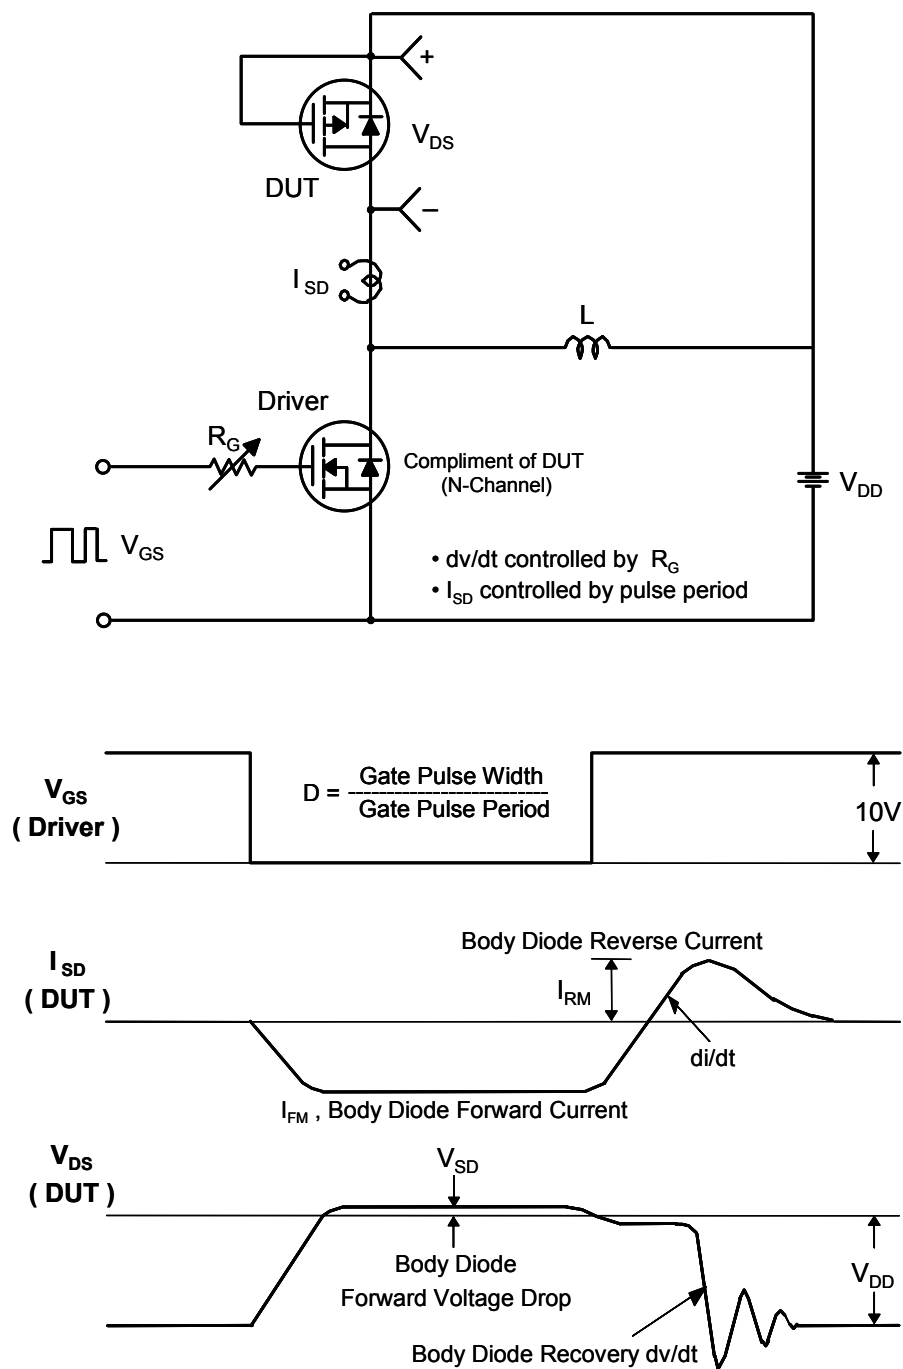 +
V_DS
DUT
–
I_SD
L
Driver
R_G
Compliment of DUT
(N-Channel)
V_DD
V_GS
• dv/dt controlled by R_G
• I_SD controlled by pulse period
V_GS
( Driver )
D = Gate Pulse Width
Gate Pulse Period
10V
I_SD
( DUT )
Body Diode Reverse Current
I_RM
di/dt
I_FM , Body Diode Forward Current
V_DS
( DUT )
V_SD
Body Diode
Forward Voltage Drop
V_DD
Body Diode Recovery dv/dt